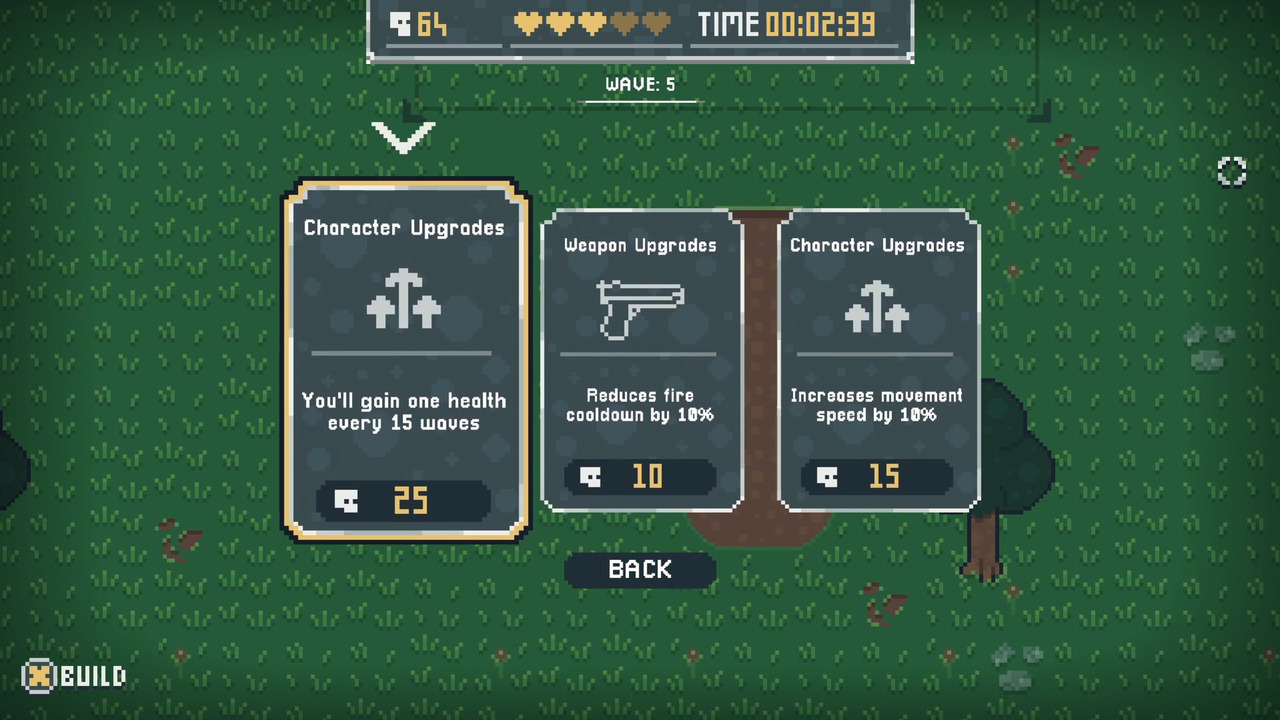 64 TIME 00:02:39
WAVE: 5
Character Upgrades
You'll gain one health
every 15 waves
25
Weapon Upgrades
Reduces fire
cooldown by 10%
10
Character Upgrades
Increases movement
speed by 10%
15
BACK
X BUILD